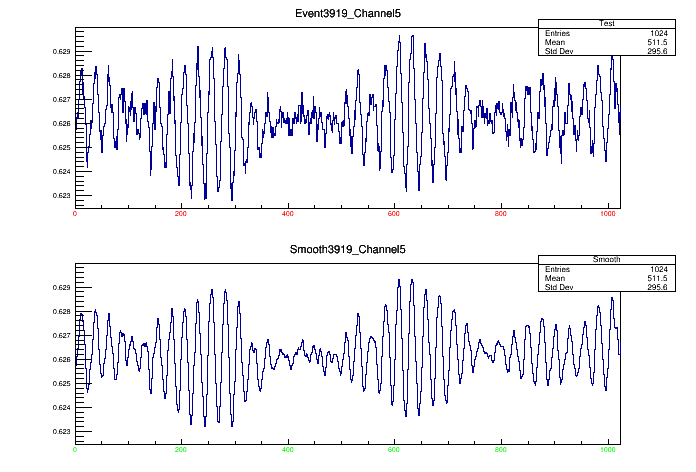 Event3919_Channel5
Test
Entries 1024
Mean 511.5
Std Dev 295.6
0.629
0.628
0.627
0.626
0.625
0.624
0.623
0 200 400 600 800 1000
Smooth3919_Channel5
Smooth
Entries 1024
Mean 511.5
Std Dev 295.6
0.629
0.628
0.627
0.626
0.625
0.624
0.623
0 200 400 600 800 1000